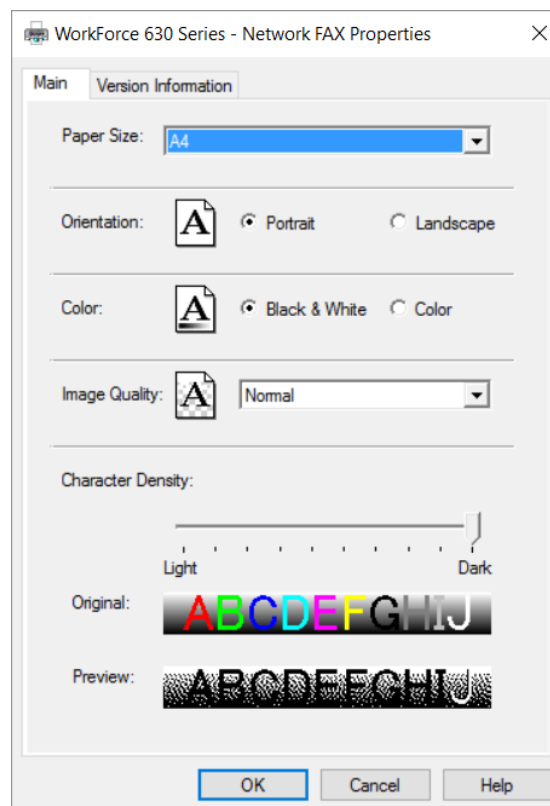 WorkForce 630 Series - Network FAX Properties
Main Version Information
Paper Size: A4
Orientation: A Portrait Landscape
Color: A Black & White Color
Image Quality: A Normal
Character Density:
Light Dark
Original: ABCDEFGHIJ
Preview: ABCDEFGHIJ
OK Cancel Help